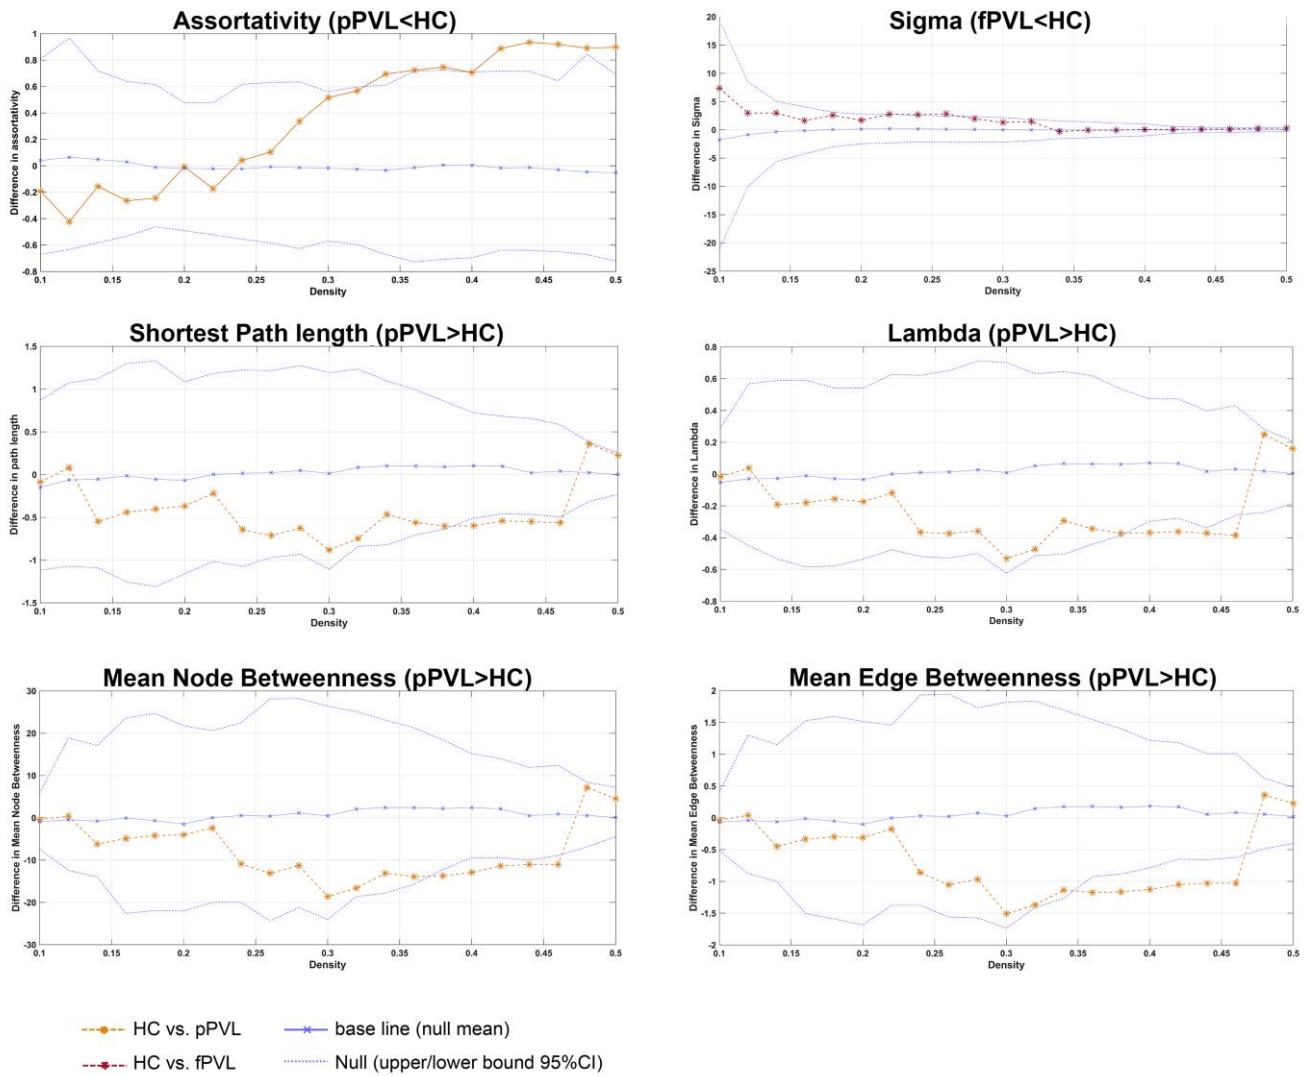 Assortativity (pPVL<HC)
Difference in assortativity
1
0.8
0.6
0.4
0.2
0
-0.2
-0.4
-0.6
-0.8
0.1 0.15 0.2 0.25 0.3 0.35 0.4 0.45 0.5
Density
Sigma (fPVL<HC)
Difference in Sigma
20
15
10
5
0
-5
-10
-15
-20
-25
0.1 0.15 0.2 0.25 0.3 0.35 0.4 0.45 0.5
Density
Shortest Path length (pPVL>HC)
Difference in path length
1.5
1
0.5
0
-0.5
-1
-1.5
0.1 0.15 0.2 0.25 0.3 0.35 0.4 0.45 0.5
Density
Lambda (pPVL>HC)
Difference in Lambda
0.8
0.6
0.4
0.2
0
-0.2
-0.4
-0.6
-0.8
0.1 0.15 0.2 0.25 0.3 0.35 0.4 0.45 0.5
Density
Mean Node Betweenness (pPVL>HC)
Difference in Mean Node Betweenness
30
20
10
0
-10
-20
-30
0.1 0.15 0.2 0.25 0.3 0.35 0.4 0.45 0.5
Density
Mean Edge Betweenness (pPVL>HC)
Difference in Mean Edge Betweenness
2
1.5
1
0.5
0
-0.5
-1
-1.5
-2
0.1 0.15 0.2 0.25 0.3 0.35 0.4 0.45 0.5
Density
HC vs. pPVL
base line (null mean)
HC vs. fPVL
Null (upper/lower bound 95%CI)